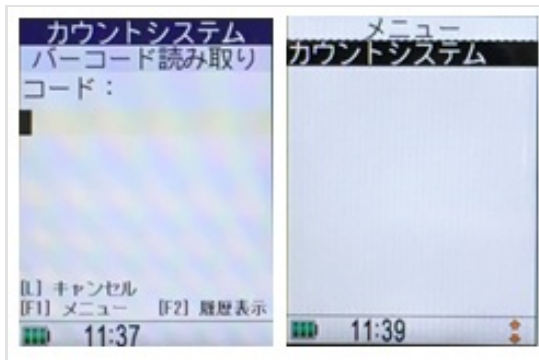 カウントシステム
バーコード読み取り
コード：
[L] キャンセル
[F1] メニュー [F2] 履歴表示
11:37
メニュー
カウントシステム
11:39